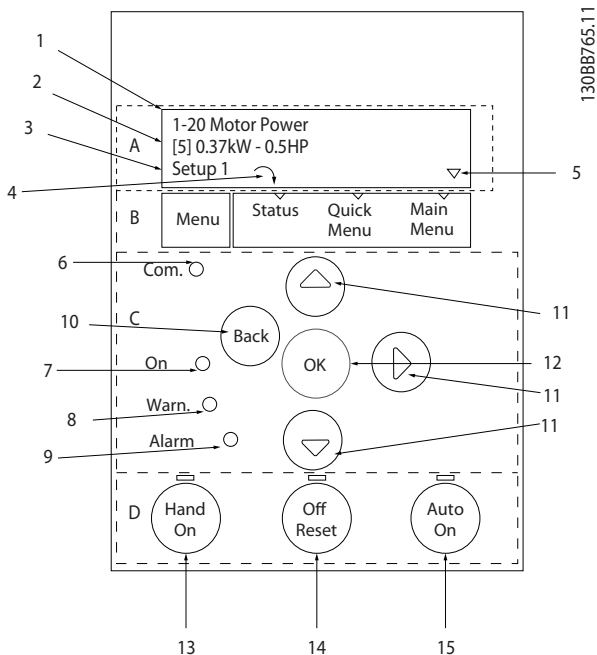 130BB765.11
1
2
3
4
A
1-20 Motor Power
[5] 0.37kW - 0.5HP
Setup 1
5
B
Menu
Status
Quick
Menu
Main
Menu
6
Com.
C
10
Back
11
OK
12
7
On
11
8
Warn.
11
9
Alarm
D
Hand
On
Off
Reset
Auto
On
13
14
15